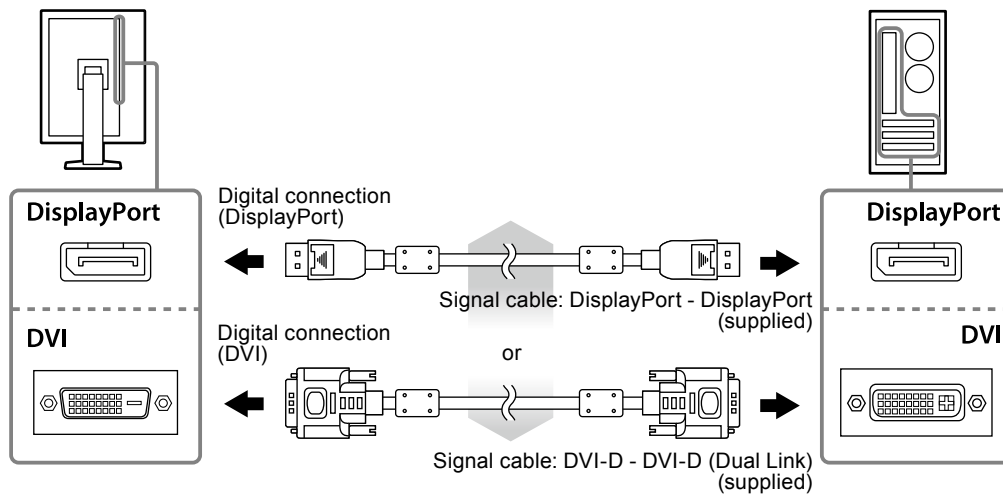 DisplayPort
Digital connection
(DisplayPort)
DisplayPort
Signal cable: DisplayPort - DisplayPort
(supplied)
DVI
Digital connection
(DVI)
or
DVI
Signal cable: DVI-D - DVI-D (Dual Link)
(supplied)